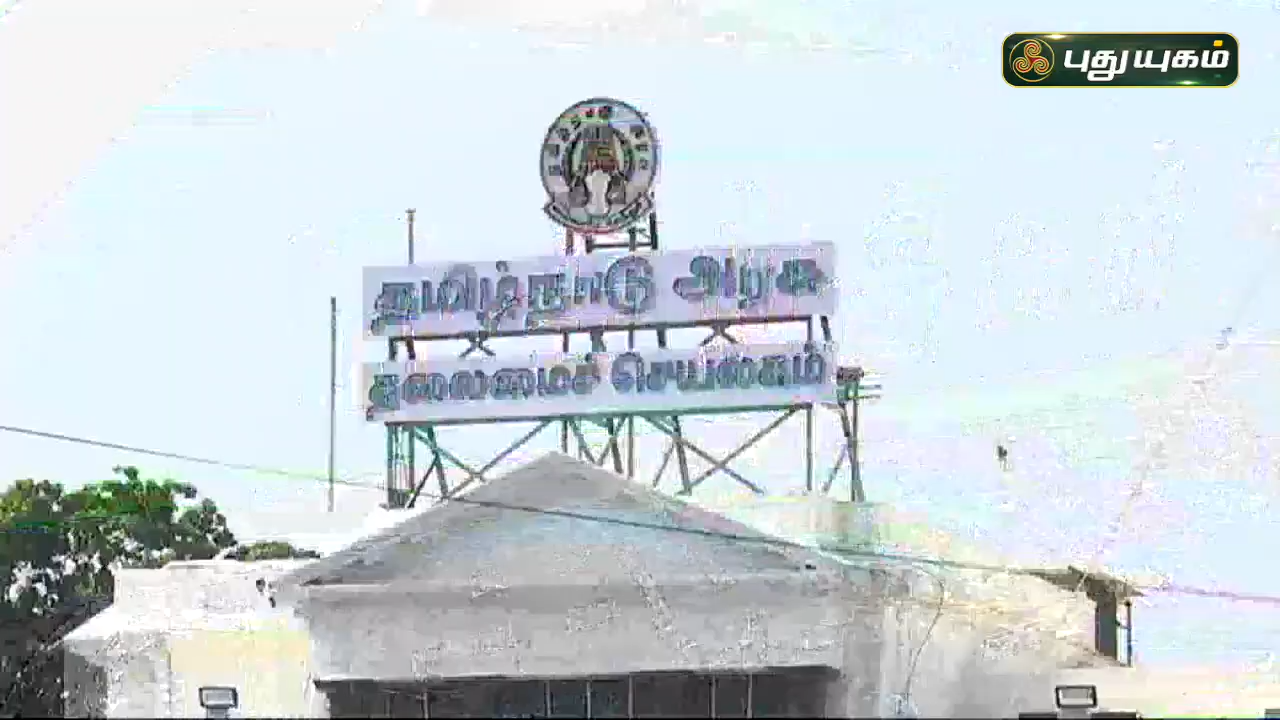 புதுயுகம்
தமிழ்நாடு அரசு
தலைமைச் செயலகம்